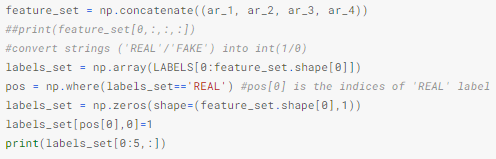 feature_set = np.concatenate((ar_1, ar_2, ar_3, ar_4))
##print(feature_set[0,:,:,:])
#convert strings ('REAL'/'FAKE') into int(1/0)
labels_set = np.array(LABELS[0:feature_set.shape[0]])
pos = np.where(labels_set=='REAL') #pos[0] is the indices of 'REAL' label
labels_set = np.zeros(shape=(feature_set.shape[0],1))
labels_set[pos[0],0]=1
print(labels_set[0:5,:])